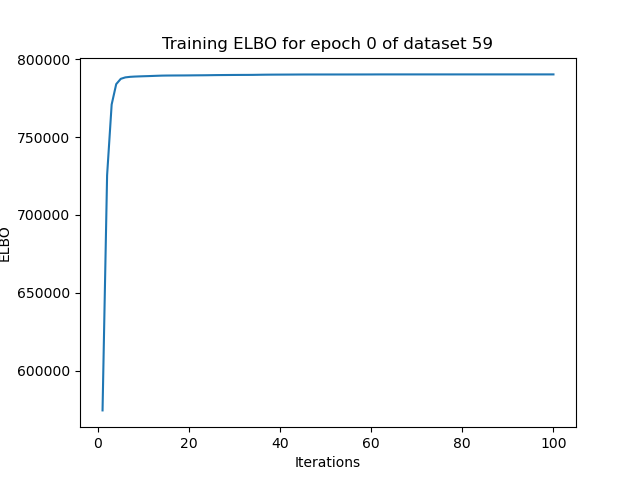 Training ELBO for epoch 0 of dataset 59
800000
750000
700000
650000
600000
ELBO
0 20 40 60 80 100
Iterations